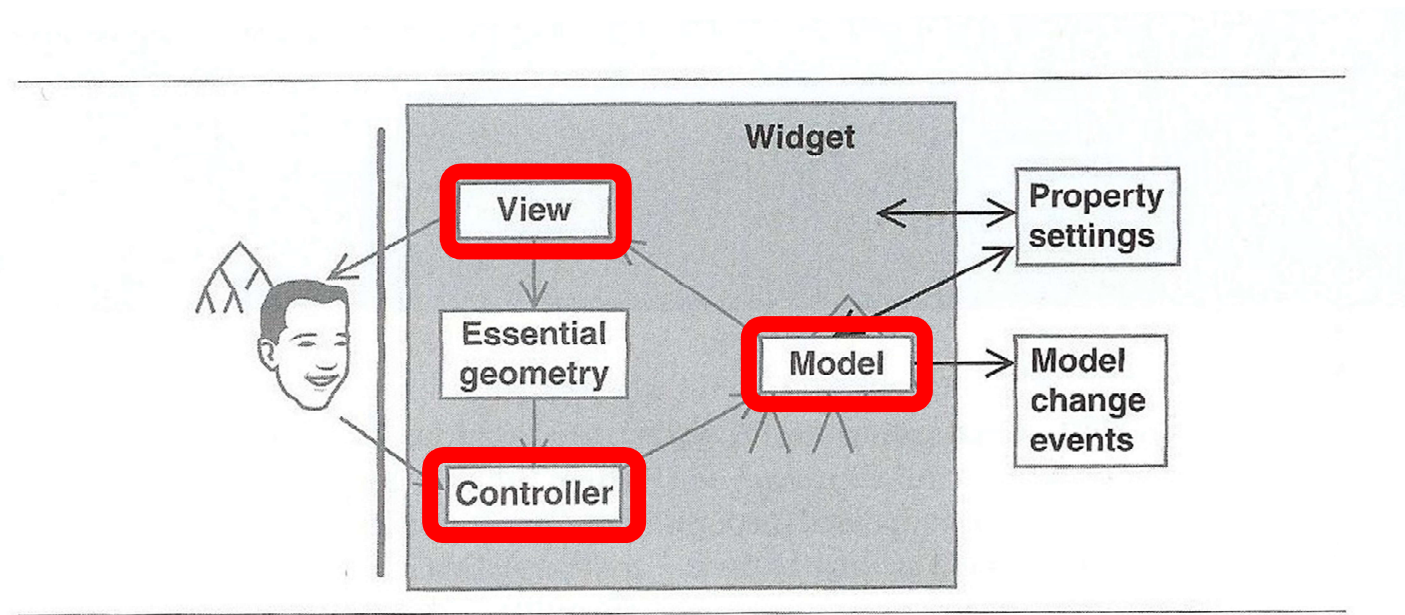 Widget
View
Property
settings
Essential
geometry
Model
Model
change
events
Controller